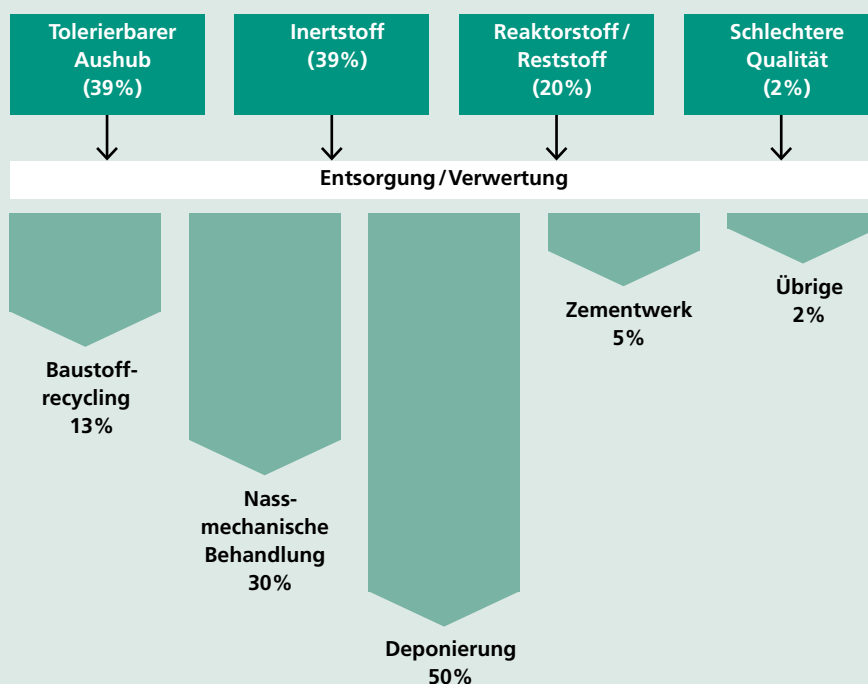 Tolerierbarer
Aushub
(39%)
Inertstoff
(39%)
Reaktorstoff / 
Reststoff
(20%)
Schlechtere
Qualität
(2%)
Entsorgung / Verwertung
Baustoff-
recycling
13%
Nass-
mechanische
Behandlung
30%
Deponierung
50%
Zementwerk
5%
Übrige
2%